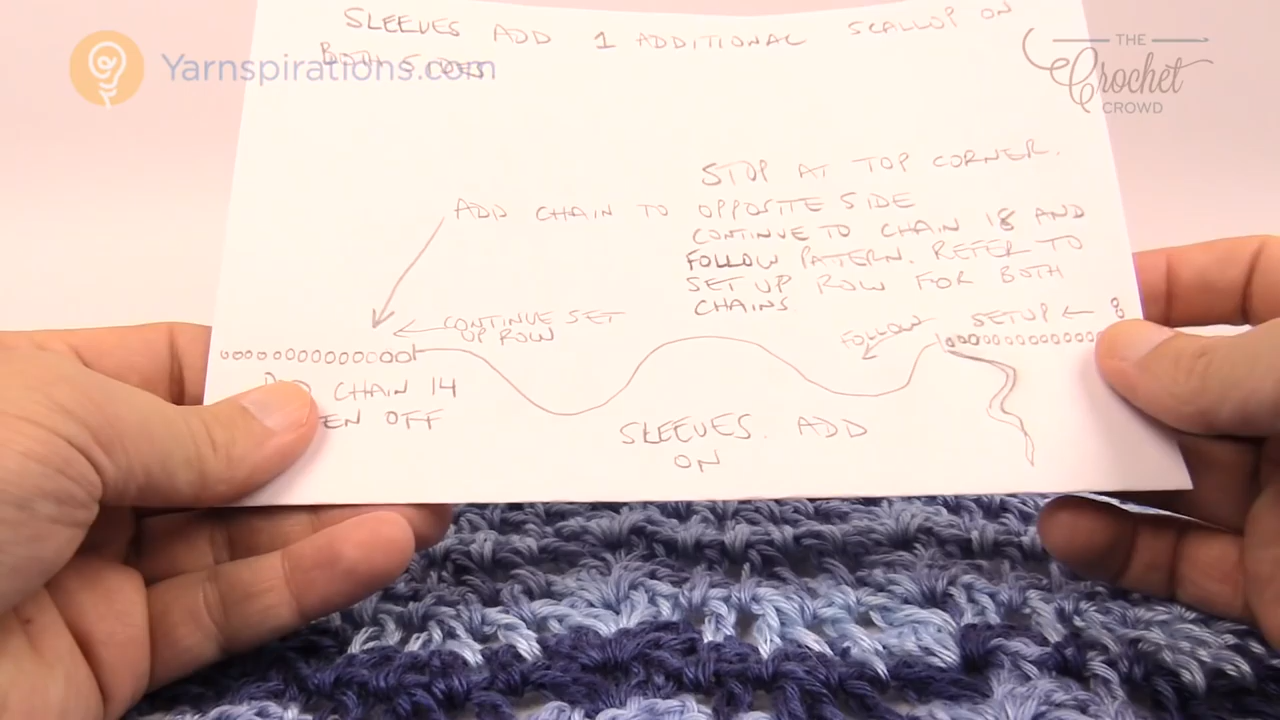 SLEEVES ADD 1 ADDITIONAL SCALLOP ON
BOTH SIDES
Yarnspirations.com
THE
Crochet
CROWD
STOP AT TOP CORNER.
ADD CHAIN TO OPPOSITE SIDE
CONTINUE TO CHAIN 18 AND
FOLLOW PATTERN. REFER TO
SET UP ROW FOR BOTH
CHAINS
CONTINUE SET
UP ROW
FOLLOW
SETUP
CHAIN 14
OFF
SLEEVES. ADD
ON